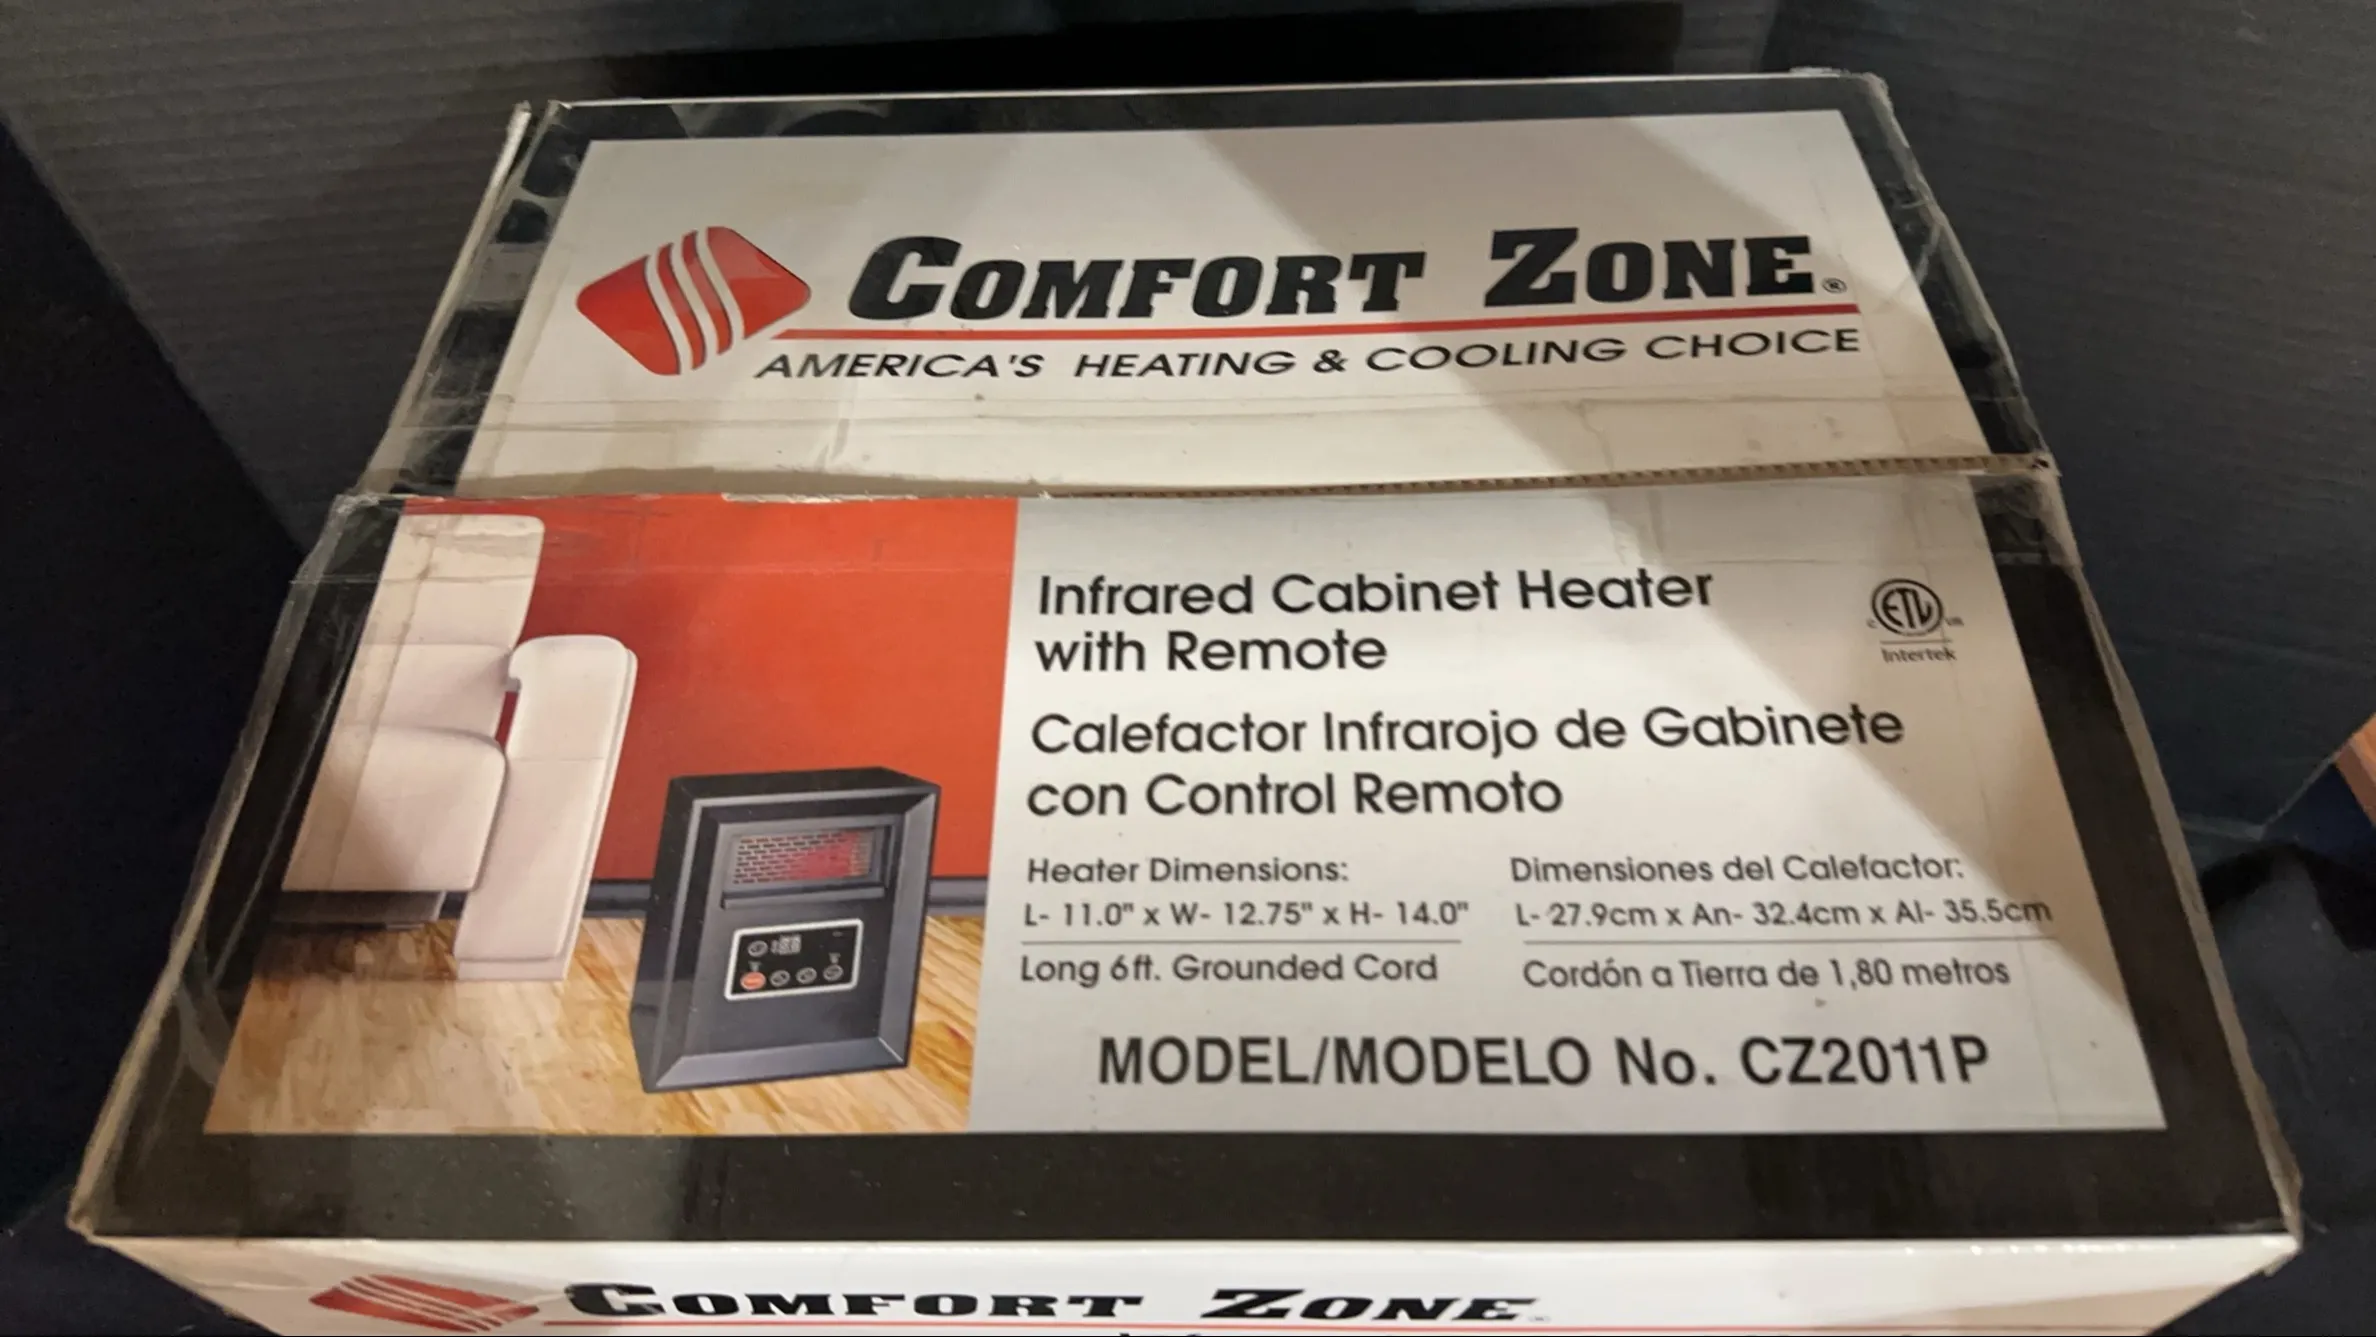 COMFORT ZONE®
AMERICA'S HEATING & COOLING CHOICE
Infrared Cabinet Heater
with Remote
C ETL US
Intertek
Calefactor Infrarojo de Gabinete
con Control Remoto
Heater Dimensions:
L- 11.0" x W- 12.75" x H- 14.0"
Long 6ft. Grounded Cord
Dimensiones del Calefactor:
L- 27.9cm x An- 32.4cm x Al- 35.5cm
Cordón a Tierra de 1,80 metros
MODEL/MODELO No. CZ2011P
COMFORT ZONE